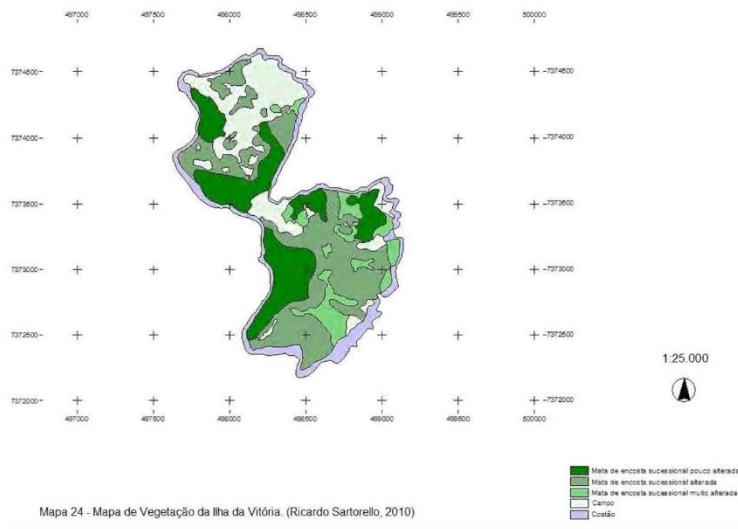 497000 497500 498000 498500 499000 499500 500000
7374500 7374500
7374000 7374000
7373500 7373500
7373000 7373000
7372500 7372500
7372000 7372000
497000 497500 498000 498500 499000 499500 500000
1:25.000
Mata de encosta sucessional pouco alterada
Mata de encosta sucessional alterada
Mata de encosta sucessional muito alterada
Campo
Costão
Mapa 24 - Mapa de Vegetação da Ilha da Vitória. (Ricardo Sartorello, 2010)